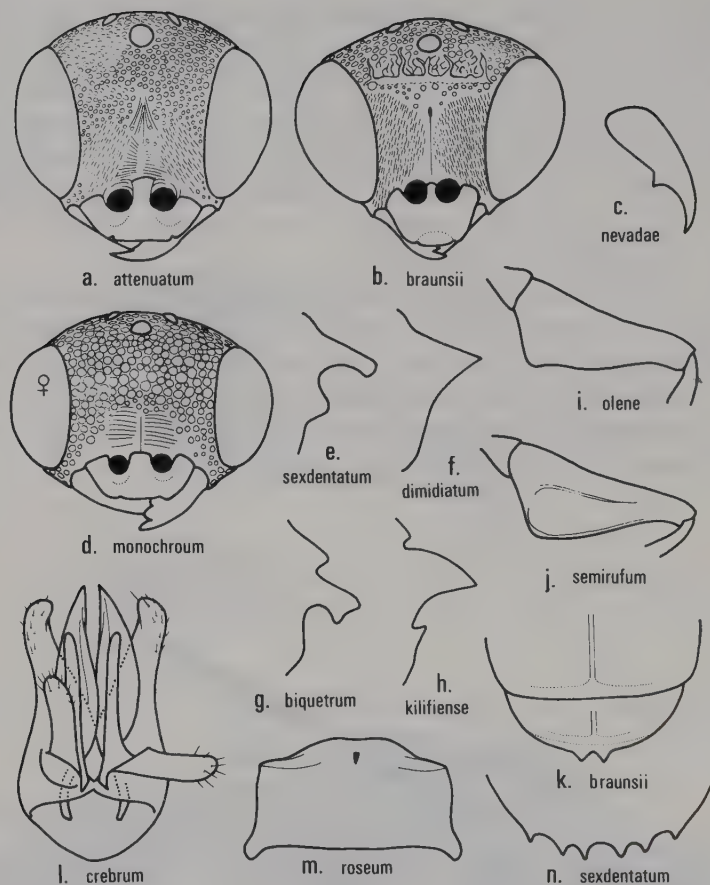 a. attenuatum
b. braunsii
c.
nevadae
♀
d. monochroum
e.
sexdentatum
f.
dimidiatum
i. olene
j. semirufum
g. biquetrum
h.
kilifiense
k. braunsii
l. crebrum
m. roseum
n. sexdentatum